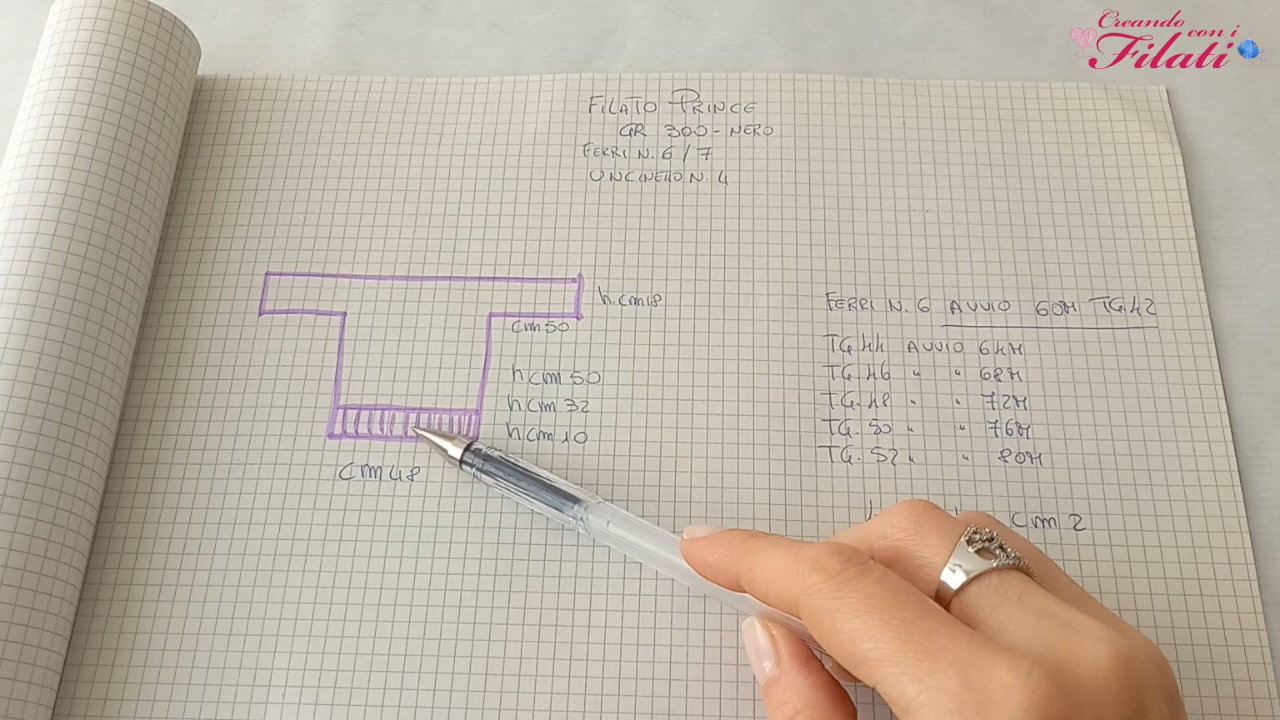 Creando con i Filati
FILATO PRINCE
GR 300 - NERO
FERRI N. 6/7
UNCINETTO N. 4
h. cm 18
cm 50
h cm 50
h cm 32
h cm 10
cm 48
FERRI N. 6 AVVIO 60M TG. 42
TG 44 AVVIO 64M
TG. 46 " " 68M
TG. 48 " " 72M
TG. 50 " " 76M
TG. 52 " " 80M
cm 2